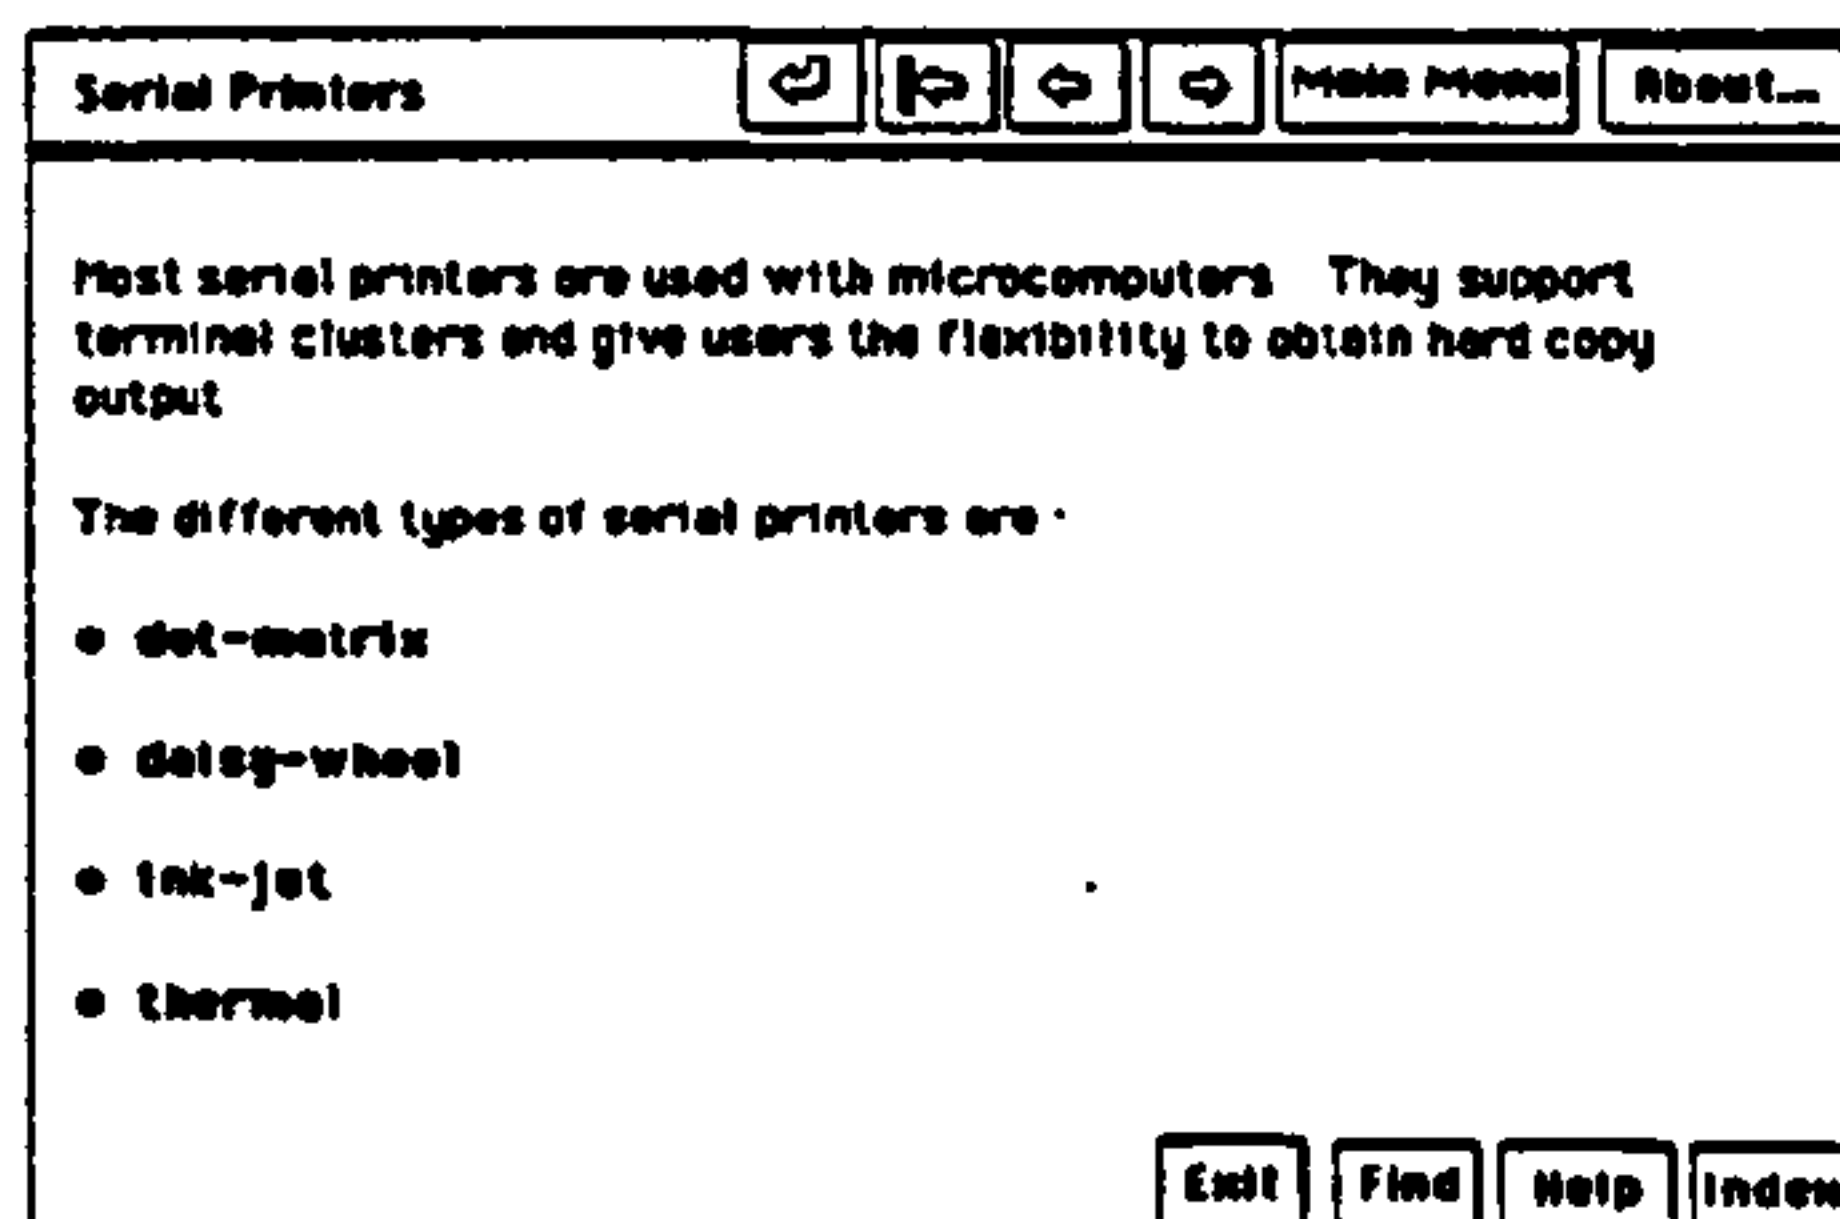 Serial Printers
Main Menu
About...
Most serial printers are used with microcomputers They support
terminal clusters and give users the flexibility to obtain hard copy
output
The different types of serial printers are
• dot-matrix
• daisy-wheel
• ink-jet
• thermal
Exit
Find
Help
Index